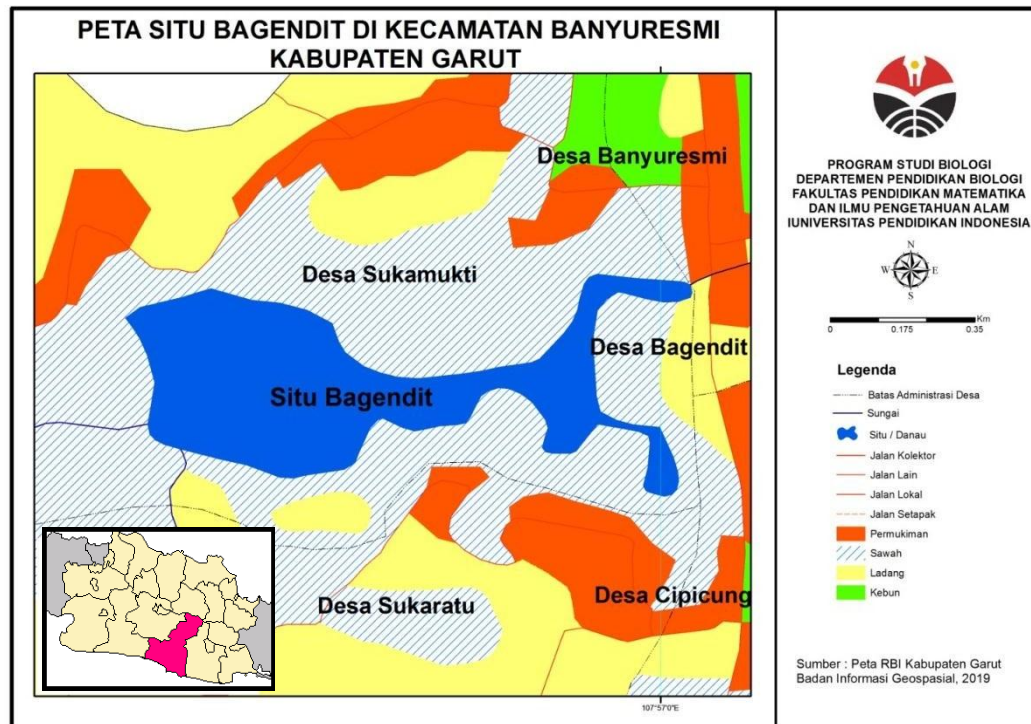 PETA SITU BAGENDIT DI KECAMATAN BANYURESMI
KABUPATEN GARUT
Desa Banyuresmi
Desa Sukamukti
Desa Bagendit
Situ Bagendit
Desa Sukaratu
Desa Cipicung
107°57'0"E
PROGRAM STUDI BIOLOGI
DEPARTEMEN PENDIDIKAN BIOLOGI
FAKULTAS PENDIDIKAN MATEMATIKA
DAN ILMU PENGETAHUAN ALAM
IUNIVERSITAS PENDIDIKAN INDONESIA
N
W E
S
Km
0 0.175 0.35
Legenda
Batas Administrasi Desa
Sungai
Situ / Danau
Jalan Kolektor
Jalan Lain
Jalan Lokal
Jalan Setapak
Permukiman
Sawah
Ladang
Kebun
Sumber : Peta RBI Kabupaten Garut
Badan Informasi Geospasial, 2019